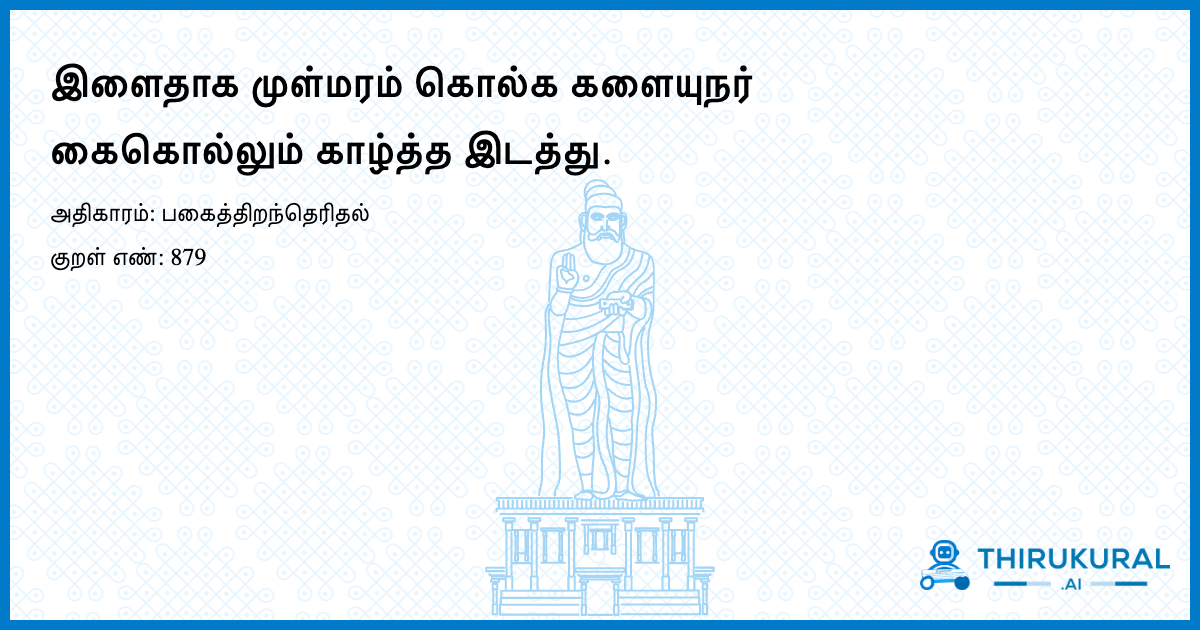 இளைதாக முள்மரம் கொல்க களையுநர்
கைகொல்லும் காழ்த்த இடத்து.
அதிகாரம்: பகைத்திறந்தெரிதல்
குறள் எண்: 879
THIRUKURAL
.AI